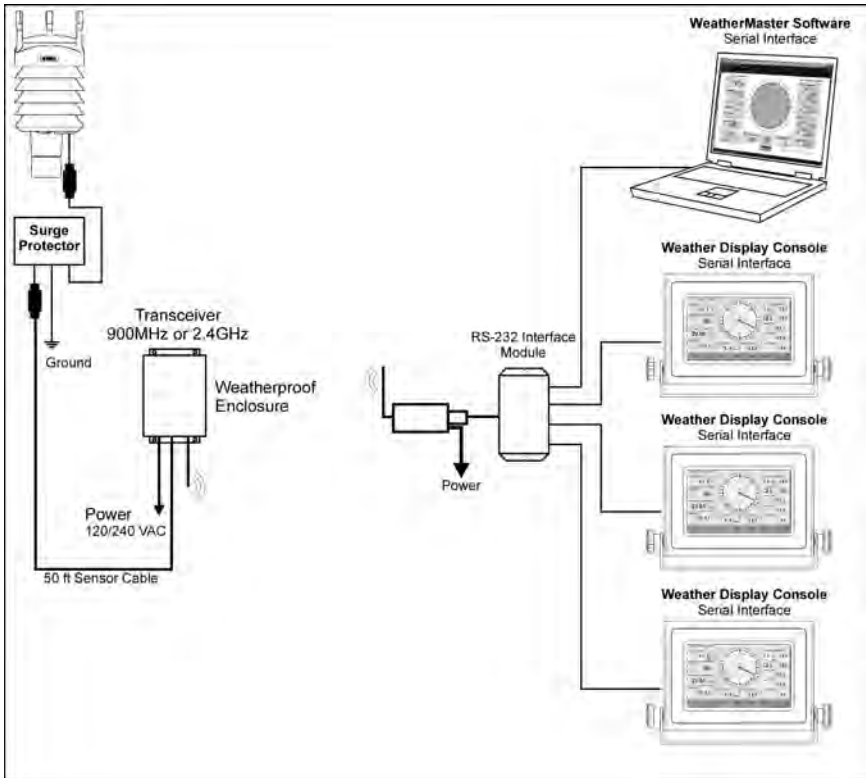 WeatherMaster Software
Serial Interface
Surge
Protector
Ground
Transceiver
900MHz or 2.4GHz
Weatherproof
Enclosure
Power
120/240 VAC
50 ft Sensor Cable
RS-232 Interface
Module
Power
Weather Display Console
Serial Interface
Weather Display Console
Serial Interface
Weather Display Console
Serial Interface